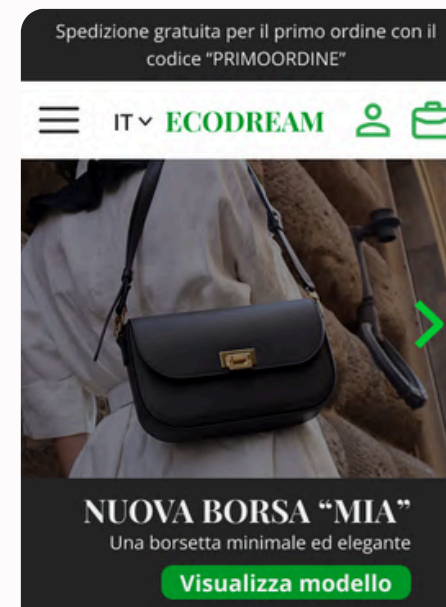 Spedizione gratuita per il primo ordine con il
codice “PRIMOORDINE”
IT ECODREAM
NUOVA BORSA “MIA”
Una borsetta minimale ed elegante
Visualizza modello